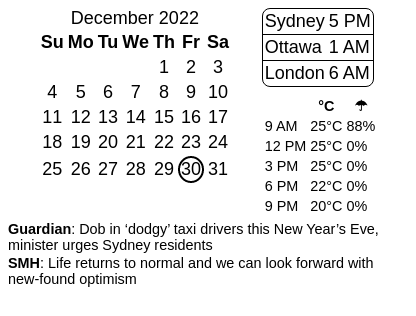 December 2022
Su Mo Tu We Th Fr Sa
1 2 3
4 5 6 7 8 9 10
11 12 13 14 15 16 17
18 19 20 21 22 23 24
25 26 27 28 29 30 31
Sydney 5 PM
Ottawa 1 AM
London 6 AM
°C ☂
9 AM 25°C 88%
12 PM 25°C 0%
3 PM 25°C 0%
6 PM 22°C 0%
9 PM 20°C 0%
Guardian: Dob in ‘dodgy’ taxi drivers this New Year’s Eve,
minister urges Sydney residents
SMH: Life returns to normal and we can look forward with
new-found optimism